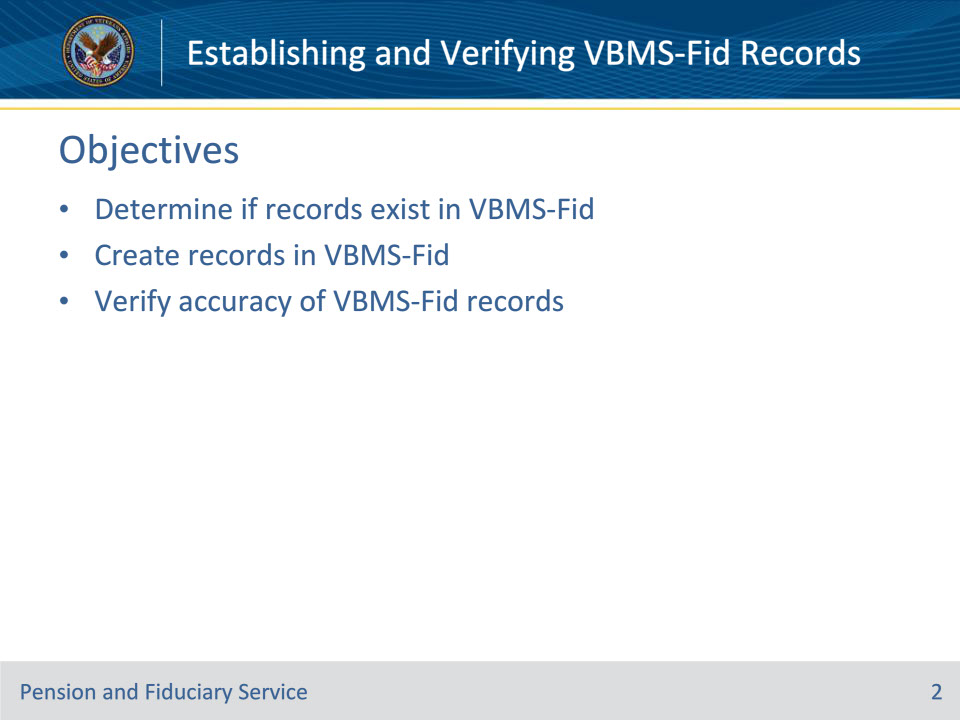 Establishing and Verifying VBMS-Fid Records
Objectives
• Determine if records exist in VBMS-Fid
• Create records in VBMS-Fid
• Verify accuracy of VBMS-Fid records
Pension and Fiduciary Service
2